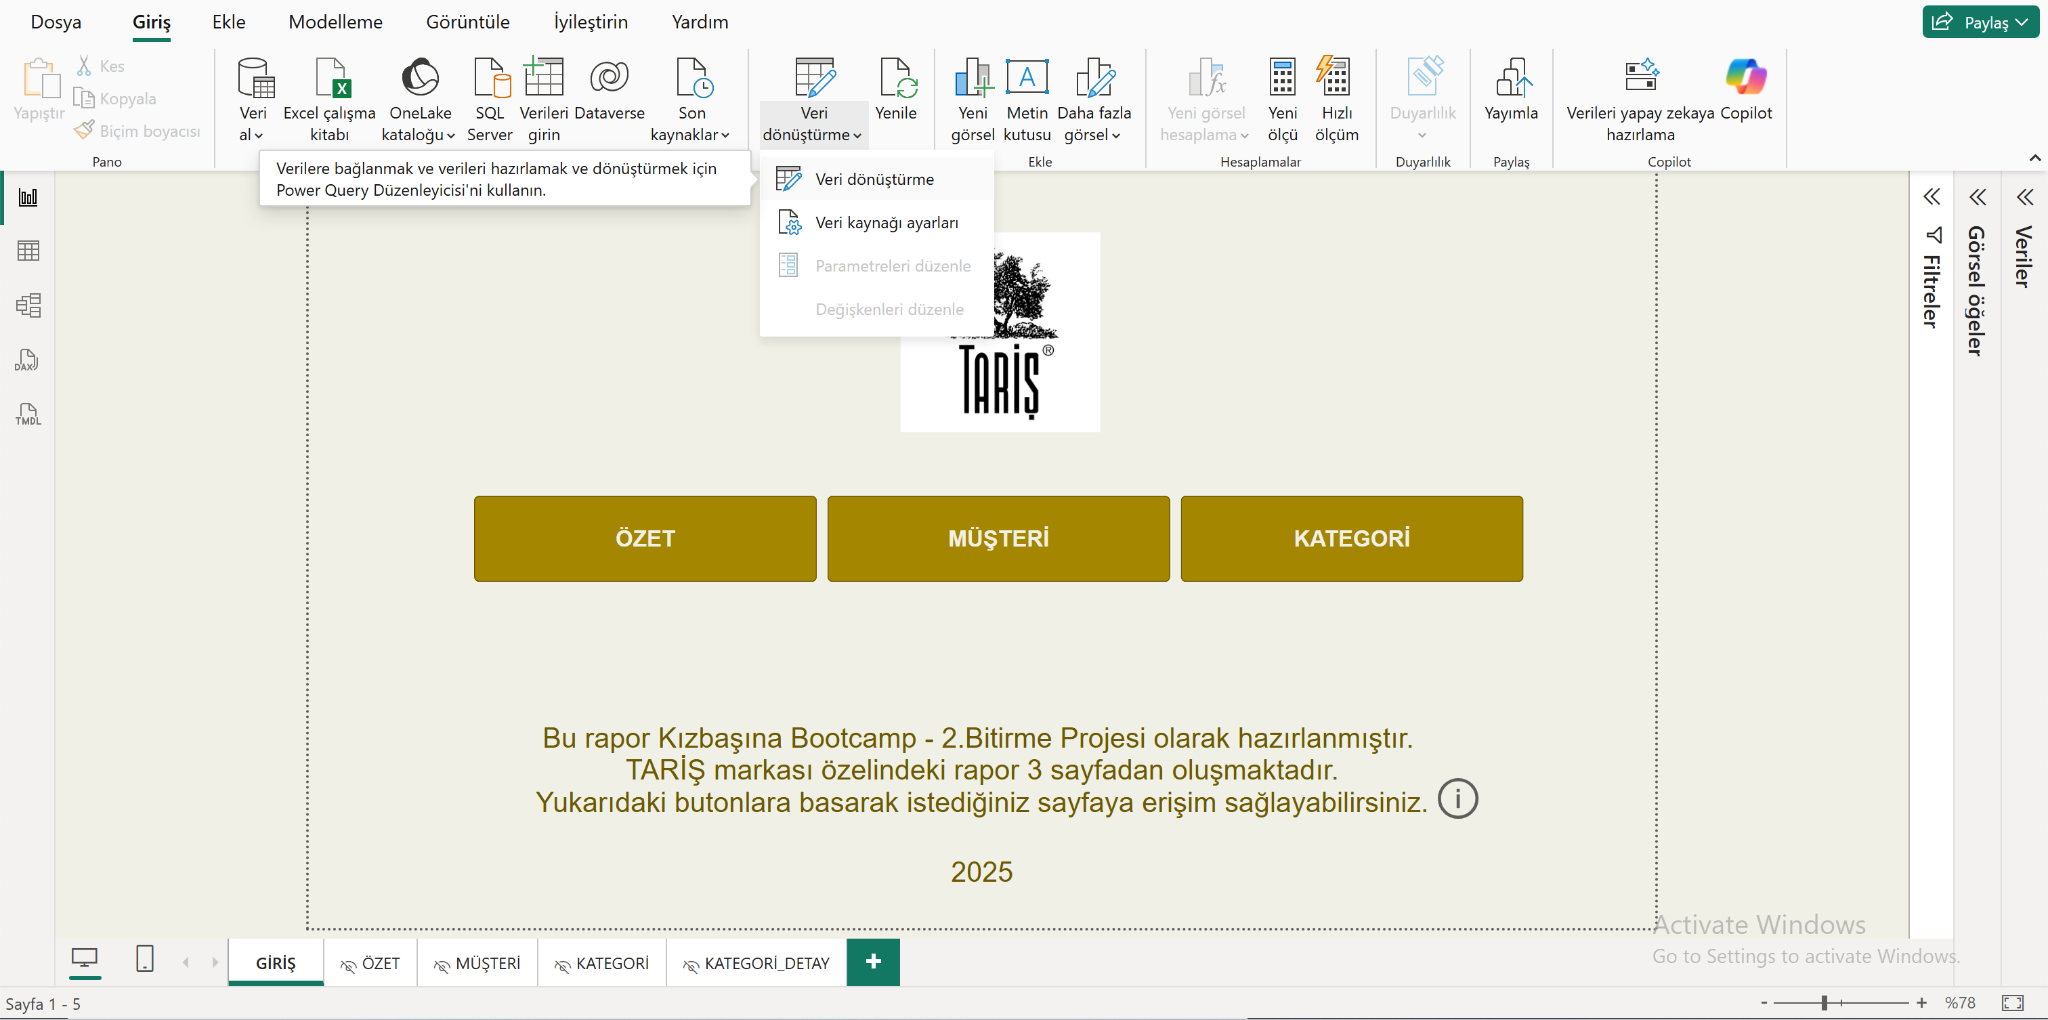 Dosya Giriş Ekle Modelleme Görüntüle İyileştirin Yardım Paylaş
Yapıştır
Kes
Kopyala
Biçim boyacısı
Pano
Veri al
Excel çalışma kitabı
OneLake kataloğu
SQL Server
Verileri girin
Dataverse
Son kaynaklar
Veri dönüştürme
Yenile
Yeni görsel
Metin kutusu
A
Daha fazla görsel
Ekle
Yeni görsel hesaplama
Yeni ölçü
Hızlı ölçüm
Hesaplamalar
Duyarlılık
Duyarlılık
Yayımla
Paylaş
Verileri yapay zekaya hazırlama
Copilot
Copilot
Verilere bağlanmak ve verileri hazırlamak ve dönüştürmek için
Power Query Düzenleyicisi'ni kullanın.
Veri dönüştürme
Veri kaynağı ayarları
Parametreleri düzenle
Değişkenleri düzenle
DAX
TMDL
TARİŞ®
ÖZET MÜŞTERİ KATEGORİ
Bu rapor Kızbaşına Bootcamp - 2.Bitirme Projesi olarak hazırlanmıştır.
TARİŞ markası özelindeki rapor 3 sayfadan oluşmaktadır.
Yukarıdaki butonlara basarak istediğiniz sayfaya erişim sağlayabilirsiniz. i
2025
Filtreler
Görsel öğeler
Veriler
Activate Windows
Go to Settings to activate Windows.
GİRİŞ ÖZET MÜŞTERİ KATEGORİ KATEGORİ_DETAY +
Sayfa 1 - 5
- + %78